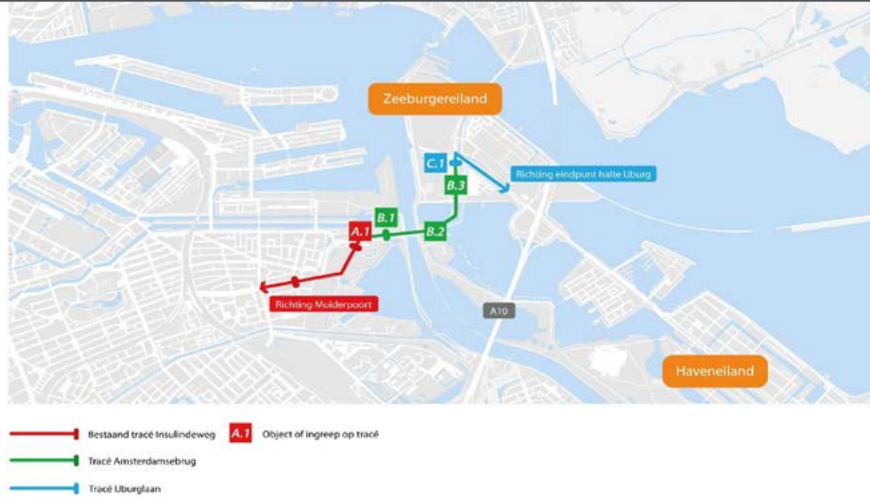 Zeeburgereiland
C.1
Richting eindpunt halte IJburg
B.3
B.1
A.1
B.2
Richting Muiderpoort
A10
Haveneiland
Bestaand tracé Insulindeweg
A.1 Object of ingreep op tracé
Tracé Amsterdamsebrug
Tracé IJburglaan